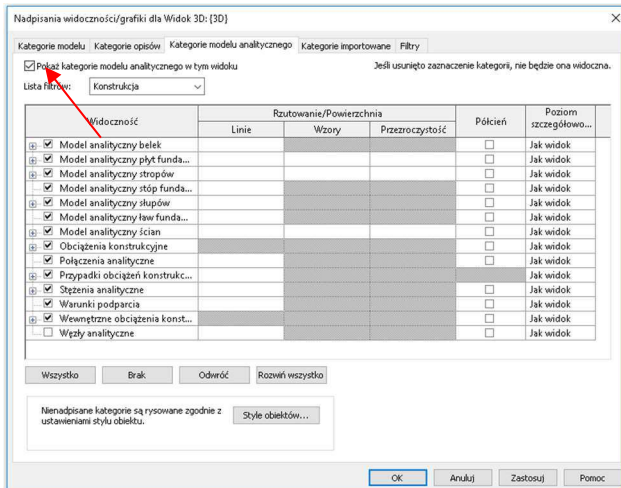 Nadpisania widoczności/grafiki dla Widok 3D: {3D}
Kategorie modelu Kategorie opisów Kategorie modelu analitycznego Kategorie importowane Filtry
Pokaż kategorie modelu analitycznego w tym widoku
Jeśli usunięto zaznaczenie kategorii, nie będzie ona widoczna.
Lista filtrów: Konstrukcja
Widoczność Rzutowanie/Powierzchnia Półcień Poziom szczegółowo...
Linie Wzory Przezroczystość
Model analityczny belek Jak widok
Model analityczny płyt funda... Jak widok
Model analityczny stropów Jak widok
Model analityczny stóp funda... Jak widok
Model analityczny słupów Jak widok
Model analityczny ław funda... Jak widok
Model analityczny ścian Jak widok
Obciążenia konstrukcyjne Jak widok
Połączenia analityczne Jak widok
Przypadki obciążeń konstrukc... Jak widok
Stężenia analityczne Jak widok
Warunki podparcia Jak widok
Wewnętrzne obciążenia konst... Jak widok
Węzły analityczne Jak widok
Wszystko Brak Odwróć Rozwiń wszystko
Nienadpisane kategorie są rysowane zgodnie z
ustawieniami stylu obiektu.
Style obiektów...
OK Anuluj Zastosuj Pomoc